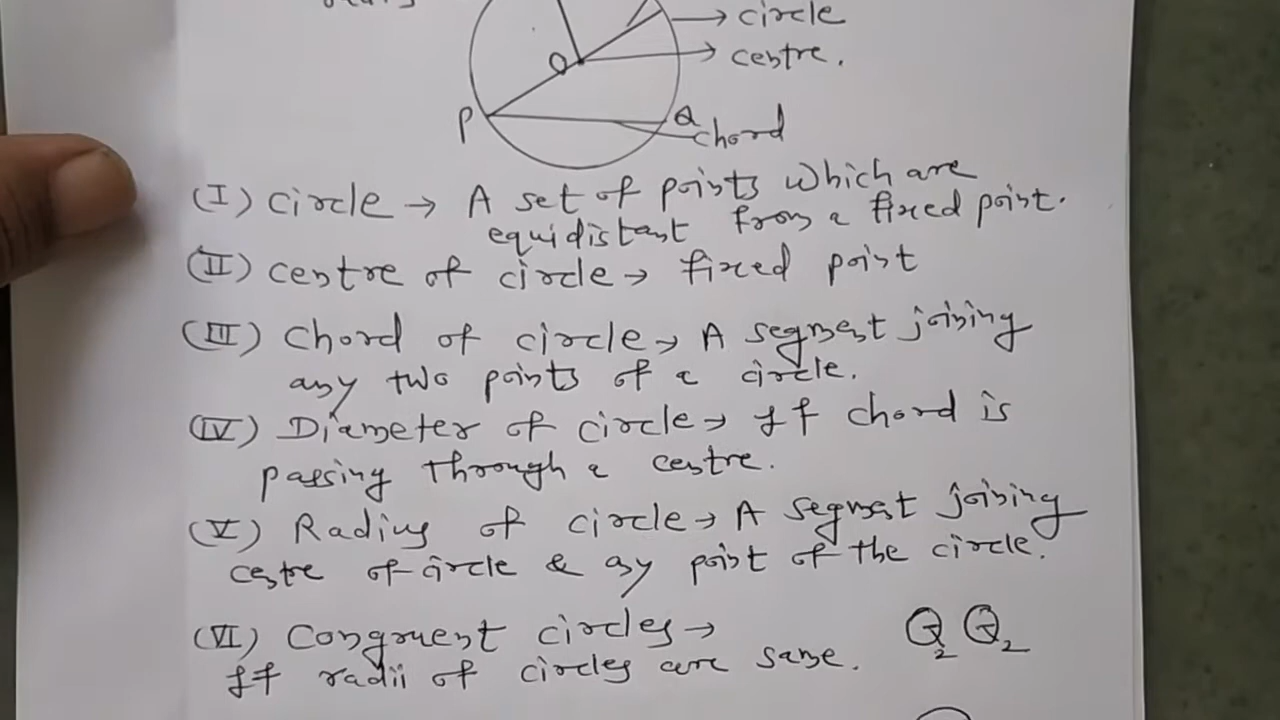 circle
O
centre.
P
Q
chord
(I) circle → A set of points which are
equidistant from a fixed point.
(II) centre of circle → fixed point
(III) Chord of circle → A segment joining
any two points of a circle.
(IV) Diameter of circle → If chord is
passing through a centre.
(V) Radius of circle → A segment joining
centre of circle & any point of the circle.
(VI) Congruent circles →
If radii of circles are same.
2 2